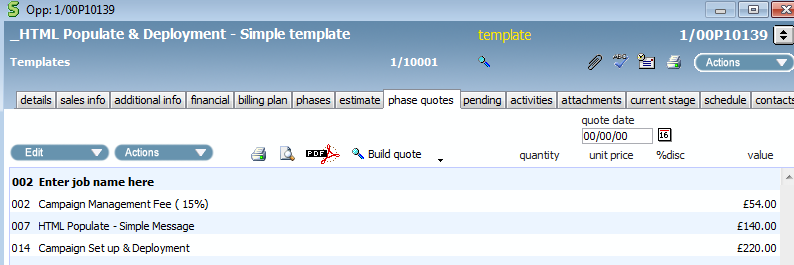 Opp: 1/00P10139
_HTML Populate & Deployment - Simple template template 1/00P10139
Templates 1/10001 ABC Actions
details sales info additional info financial billing plan phases estimate phase quotes pending activities attachments current stage schedule contacts
quote date
00/00/00 16
Edit Actions PDF Build quote quantity unit price %disc value
002 Enter job name here
002 Campaign Management Fee ( 15%) £54.00
007 HTML Populate - Simple Message £140.00
014 Campaign Set up & Deployment £220.00